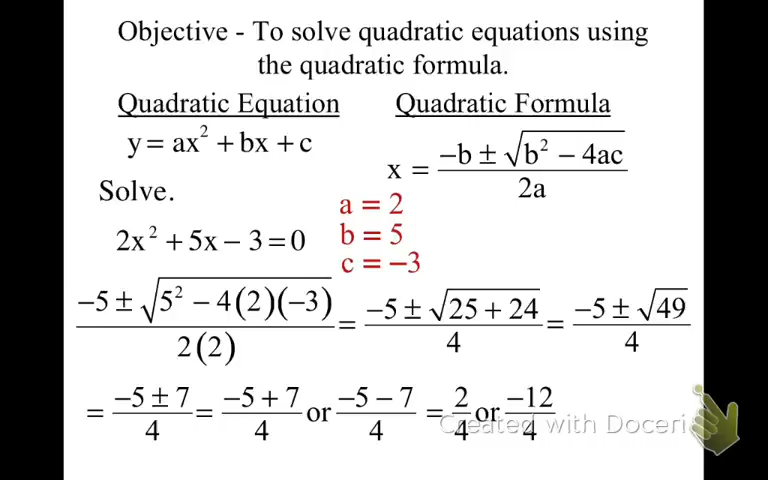 Objective - To solve quadratic equations using
the quadratic formula.
Quadratic Equation
Quadratic Formula
y = ax² + bx + c
x = (−b ± √(b² − 4ac)) / 2a
Solve.
a = 2
2x² + 5x − 3 = 0
b = 5
c = −3
(−5 ± √(5² − 4(2)(−3))) / 2(2) = (−5 ± √(25 + 24)) / 4 = (−5 ± √49) / 4
= (−5 ± 7) / 4 = (−5 + 7) / 4 or (−5 − 7) / 4 = 2/4 or −12/4
Created with Doceri